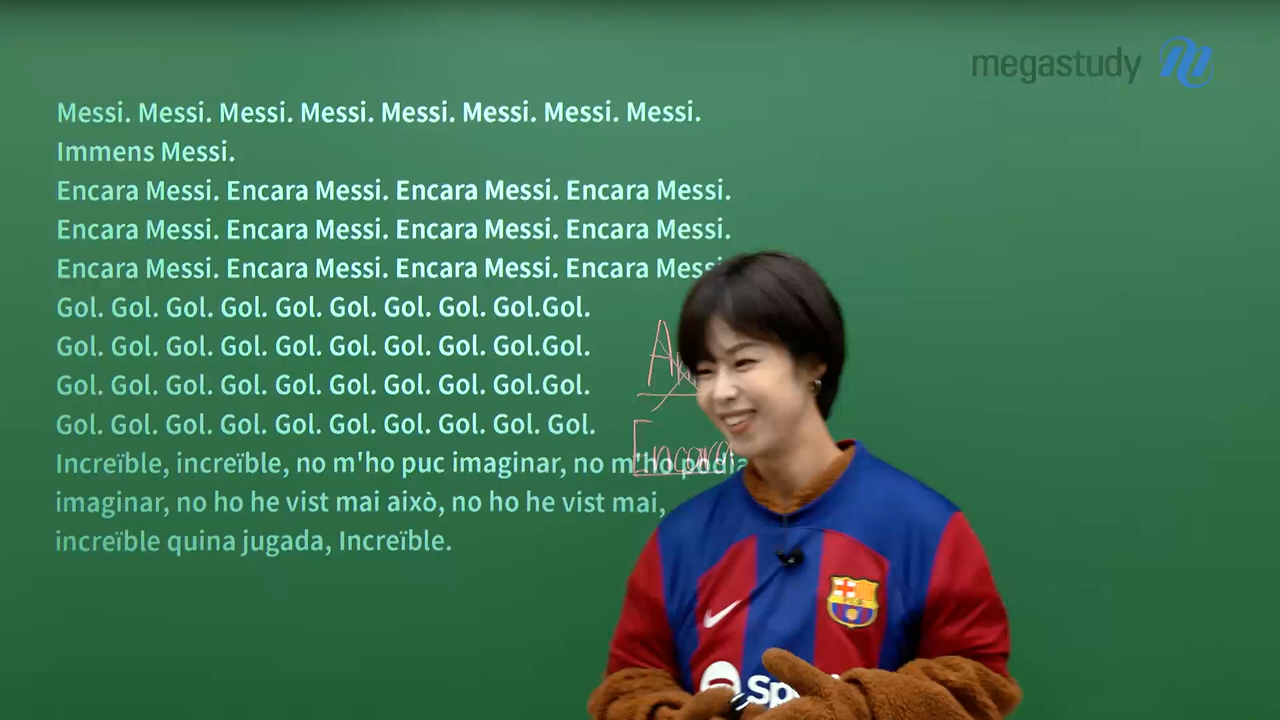 megastudy
Messi. Messi. Messi. Messi. Messi. Messi. Messi. Messi.
Immens Messi.
Encara Messi. Encara Messi. Encara Messi. Encara Messi.
Encara Messi. Encara Messi. Encara Messi. Encara Messi.
Encara Messi. Encara Messi. Encara Messi. Encara Messi
Gol. Gol. Gol. Gol. Gol. Gol. Gol. Gol. Gol.Gol.
Gol. Gol. Gol. Gol. Gol. Gol. Gol. Gol. Gol.Gol.
Gol. Gol. Gol. Gol. Gol. Gol. Gol. Gol. Gol.Gol.
Gol. Gol. Gol. Gol. Gol. Gol. Gol. Gol. Gol. Gol.
Increïble, increïble, no m'ho puc imaginar, no m'ho podia
imaginar, no ho he vist mai això, no ho he vist mai,
increïble quina jugada, Increïble.
Encara